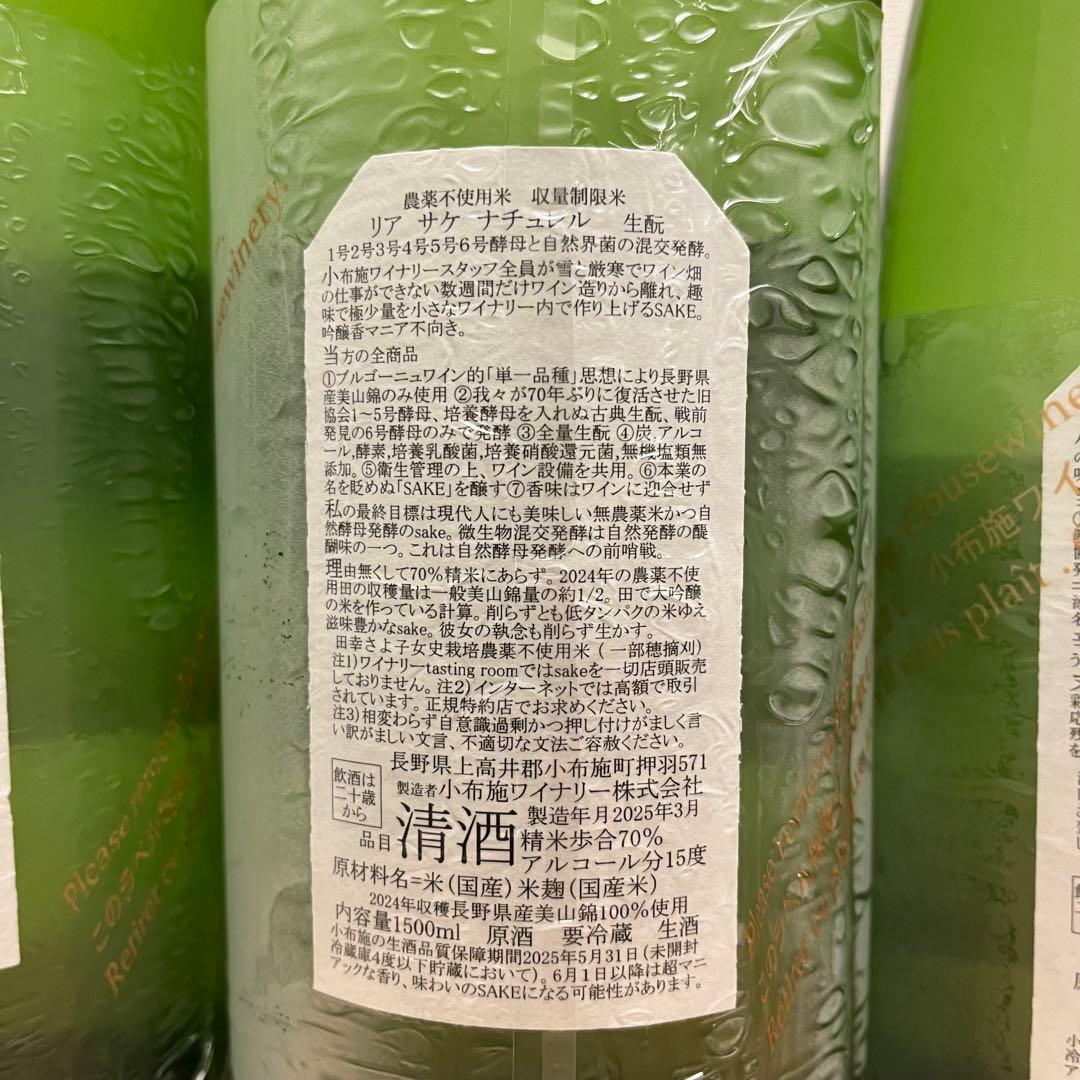 農薬不使用米　収量制限米
リア　サケ　ナチュレル　生酛
1号2号3号4号5号6号酵母と自然界菌の混交発酵。
小布施ワイナリースタッフ全員が雪と厳寒でワイン畑
の仕事ができない数週間だけワイン造りから離れ、趣
味で極少量を小さなワイナリー内で作り上げるSAKE。
吟醸香マニア不向き。
当方の全商品
①ブルゴーニュワイン的「単一品種」思想により長野県
産美山錦のみ使用 ②我々が70年ぶりに復活させた旧
協会1～5号酵母、培養酵母を入れぬ古典生酛、戦前
発見の6号酵母のみで発酵 ③全量生酛 ④炭,アルコ
ール,酵素,培養乳酸菌,培養硝酸還元菌,無機塩類無
添加。⑤衛生管理の上、ワイン設備を共用。⑥本業の
名を貶めぬ「SAKE」を醸す⑦香味はワインに迎合せず
私の最終目標は現代人にも美味しい無農薬米かつ自
然酵母発酵のsake。微生物混交発酵は自然発酵の醍
醐味の一つ。これは自然酵母発酵への前哨戦。
理由無くして70%精米にあらず。2024年の農薬不使
用田の収穫量は一般美山錦量の約1/2。田で大吟醸
の米を作っている計算。削らずとも低タンパクの米ゆえ
滋味豊かなsake。彼女の執念も削らず生かす。
田幸さよ子女史栽培農薬不使用米（一部穂摘刈）
注1)ワイナリーtasting roomではsakeを一切店頭販売
しておりません。注2)インターネットでは高額で取引
されています。正規特約店でお求めください。
注3)相変わらず自意識過剰かつ押し付けがましく言
い訳がましい文言、不適切な文法ご容赦ください。
長野県上高井郡小布施町押羽571
製造者小布施ワイナリー株式会社
飲酒は
二十歳
から
製造年月2025年3月
品目 清酒 精米歩合70%
アルコール分15度
原材料名=米(国産)米麹(国産米)
2024年収穫長野県産美山錦100%使用
内容量1500ml　原酒　要冷蔵　生酒
小布施の生酒品質保障期間2025年5月31日(未開封
冷蔵庫4度以下貯蔵において)。6月1日以降は超マニ
アックな香り、味わいのSAKEになる可能性があります。
usewinery.
Please remo
このラベル
Retirer
Obusewine
小布施ワイ
plaît